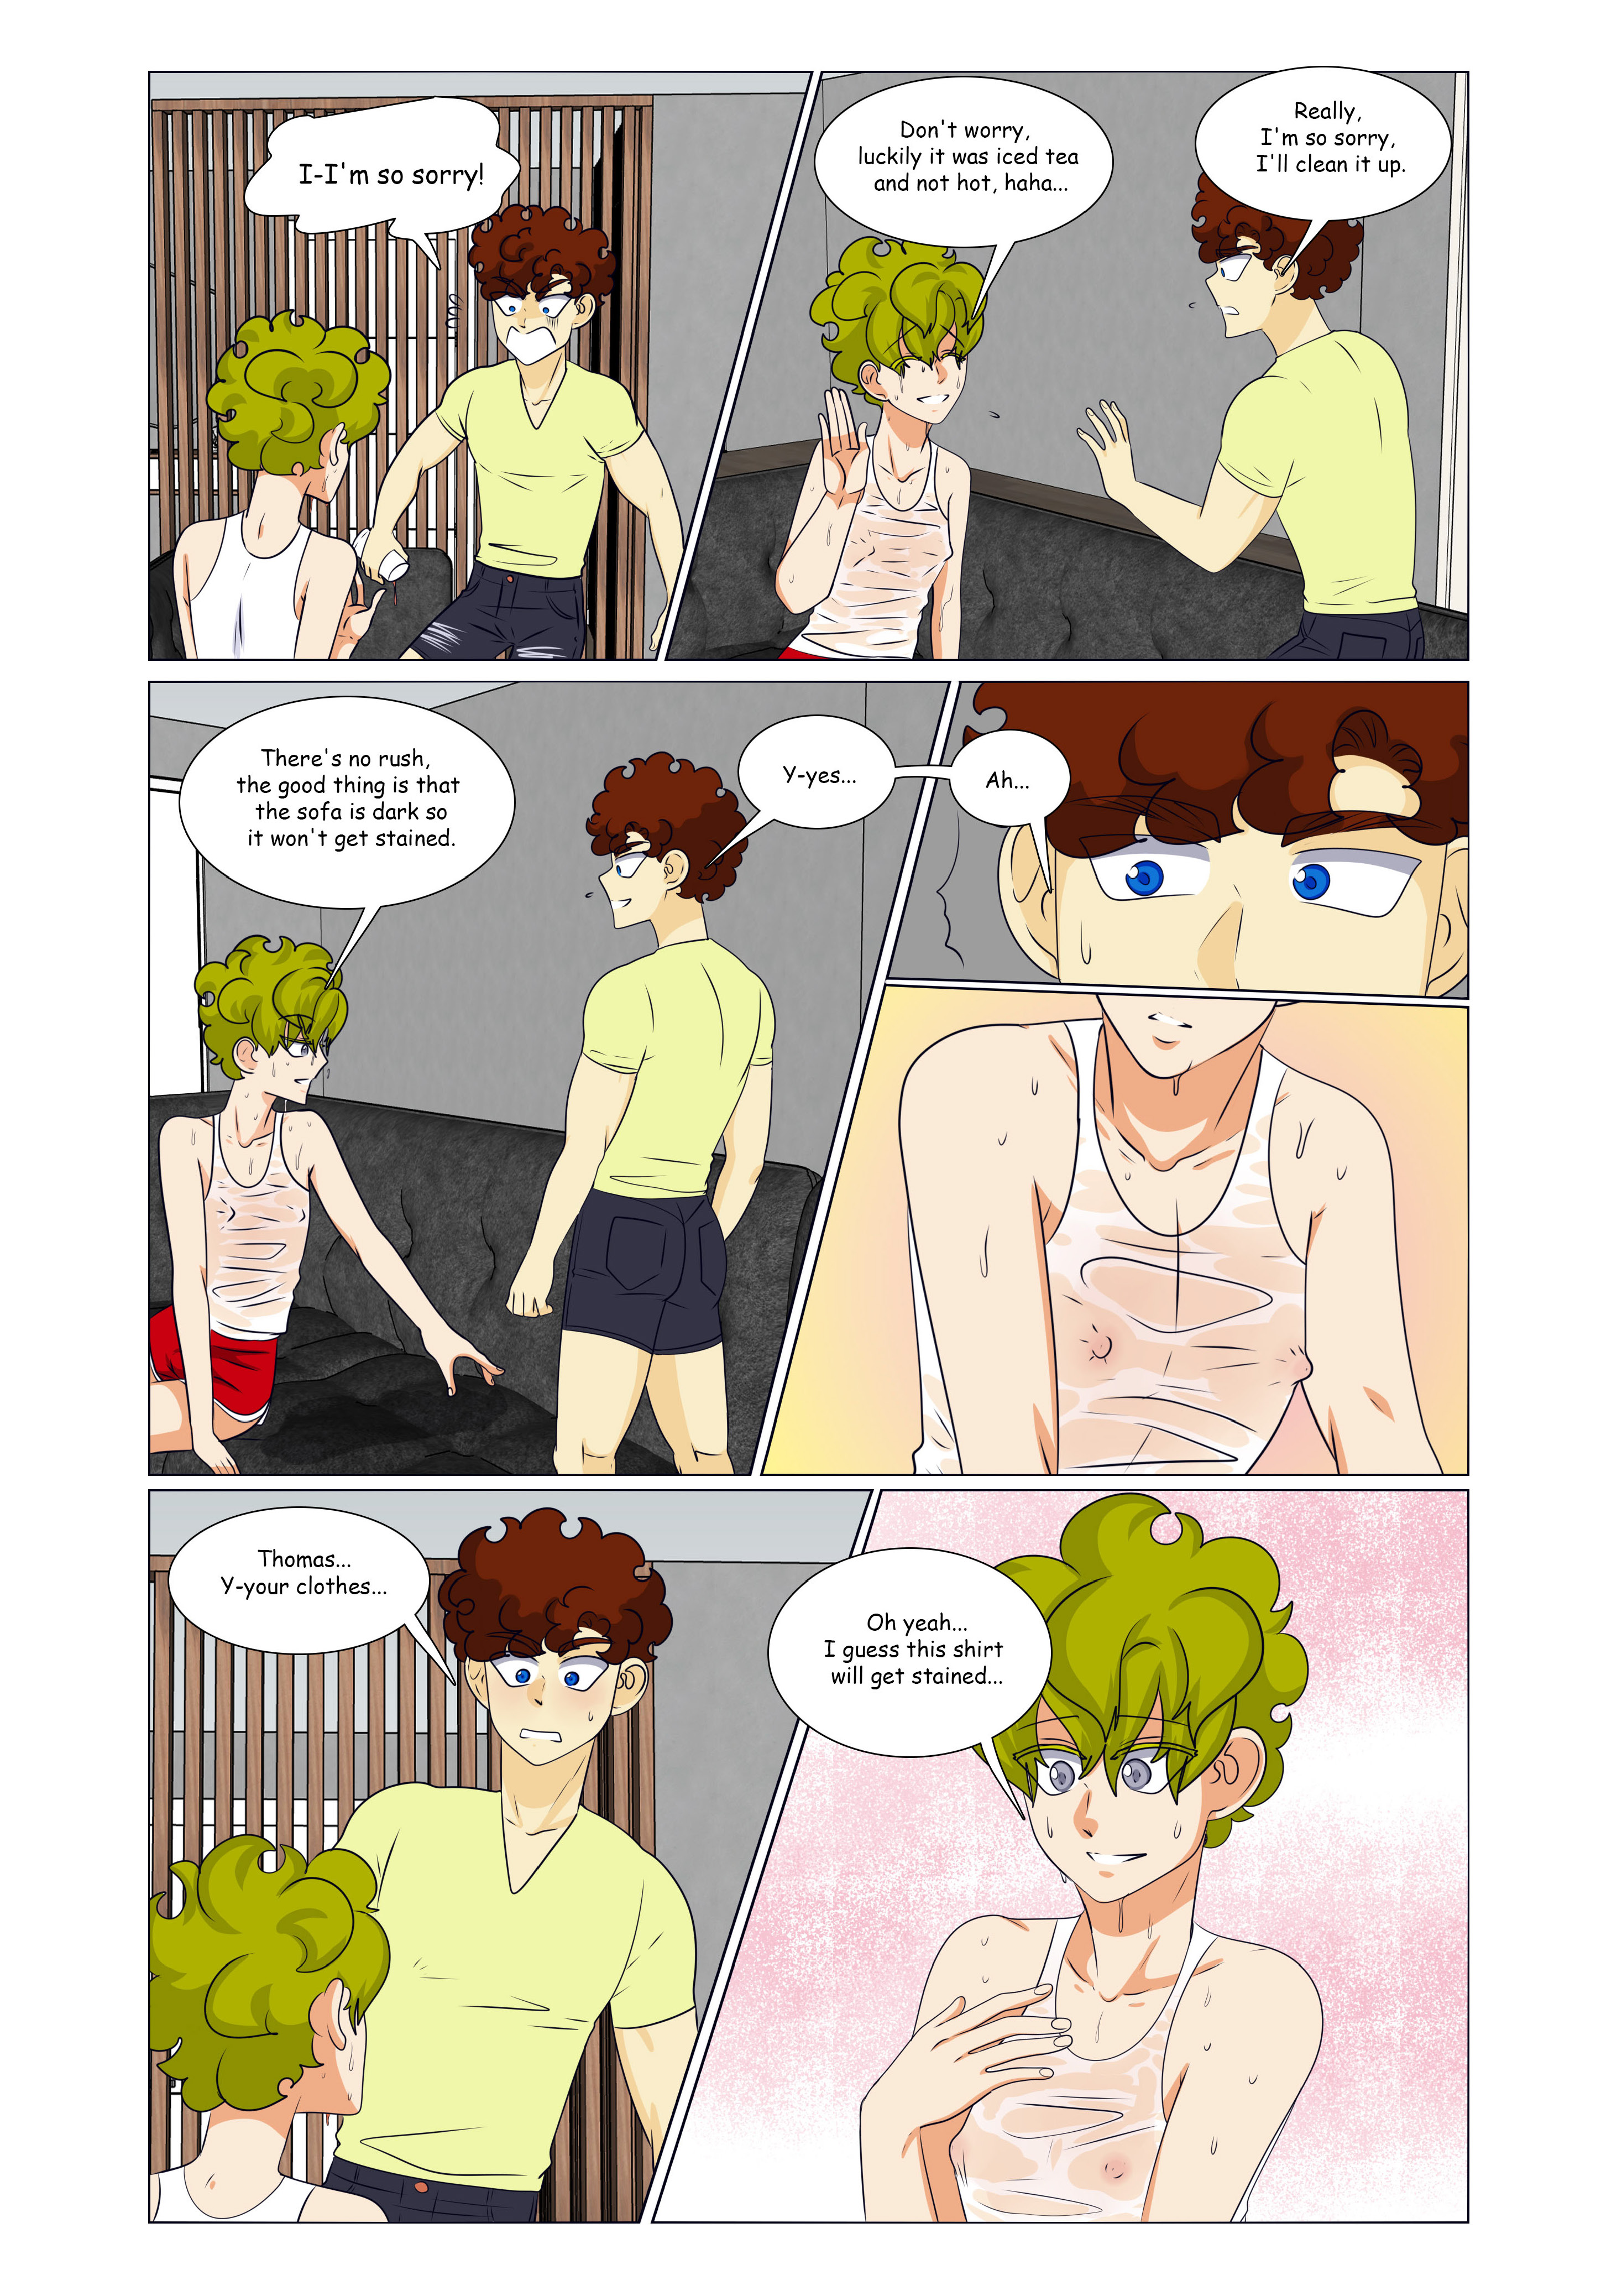 I-I'm so sorry!
Don't worry,
luckily it was iced tea
and not hot, haha...
Really,
I'm so sorry,
I'll clean it up.
There's no rush,
the good thing is that
the sofa is dark so
it won't get stained.
Y-yes...
Ah...
Thomas...
Y-your clothes...
Oh yeah...
I guess this shirt
will get stained...